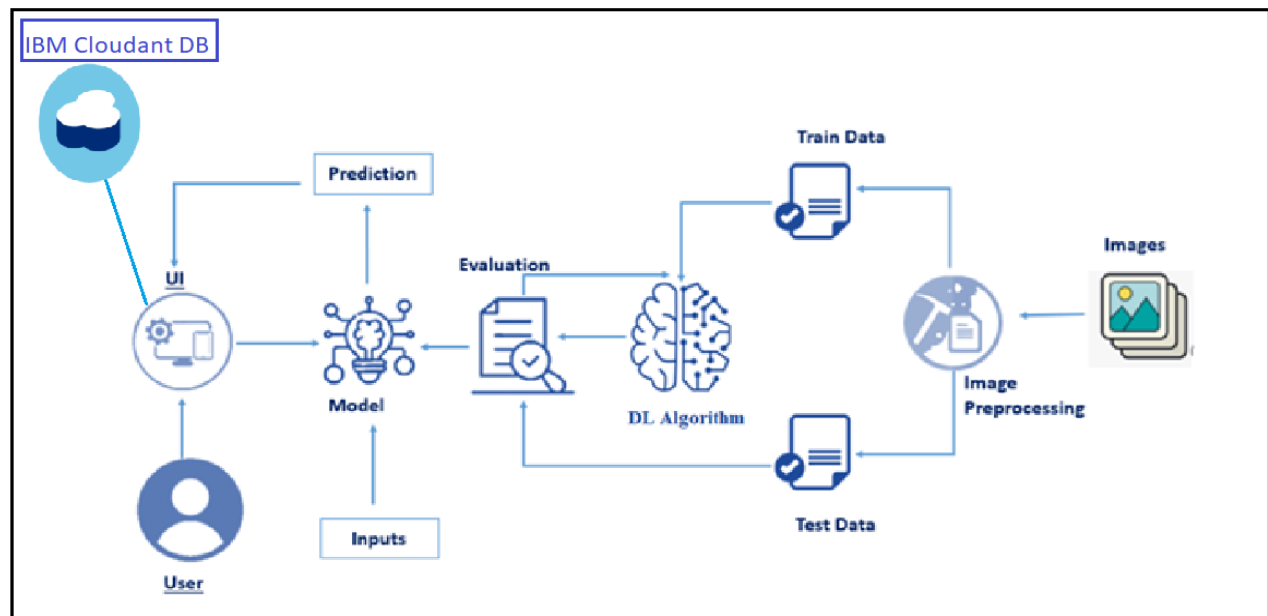 IBM Cloudant DB
Train Data
Prediction
Images
Evaluation
UI
Image
Preprocessing
Model
DL Algorithm
Test Data
Inputs
User